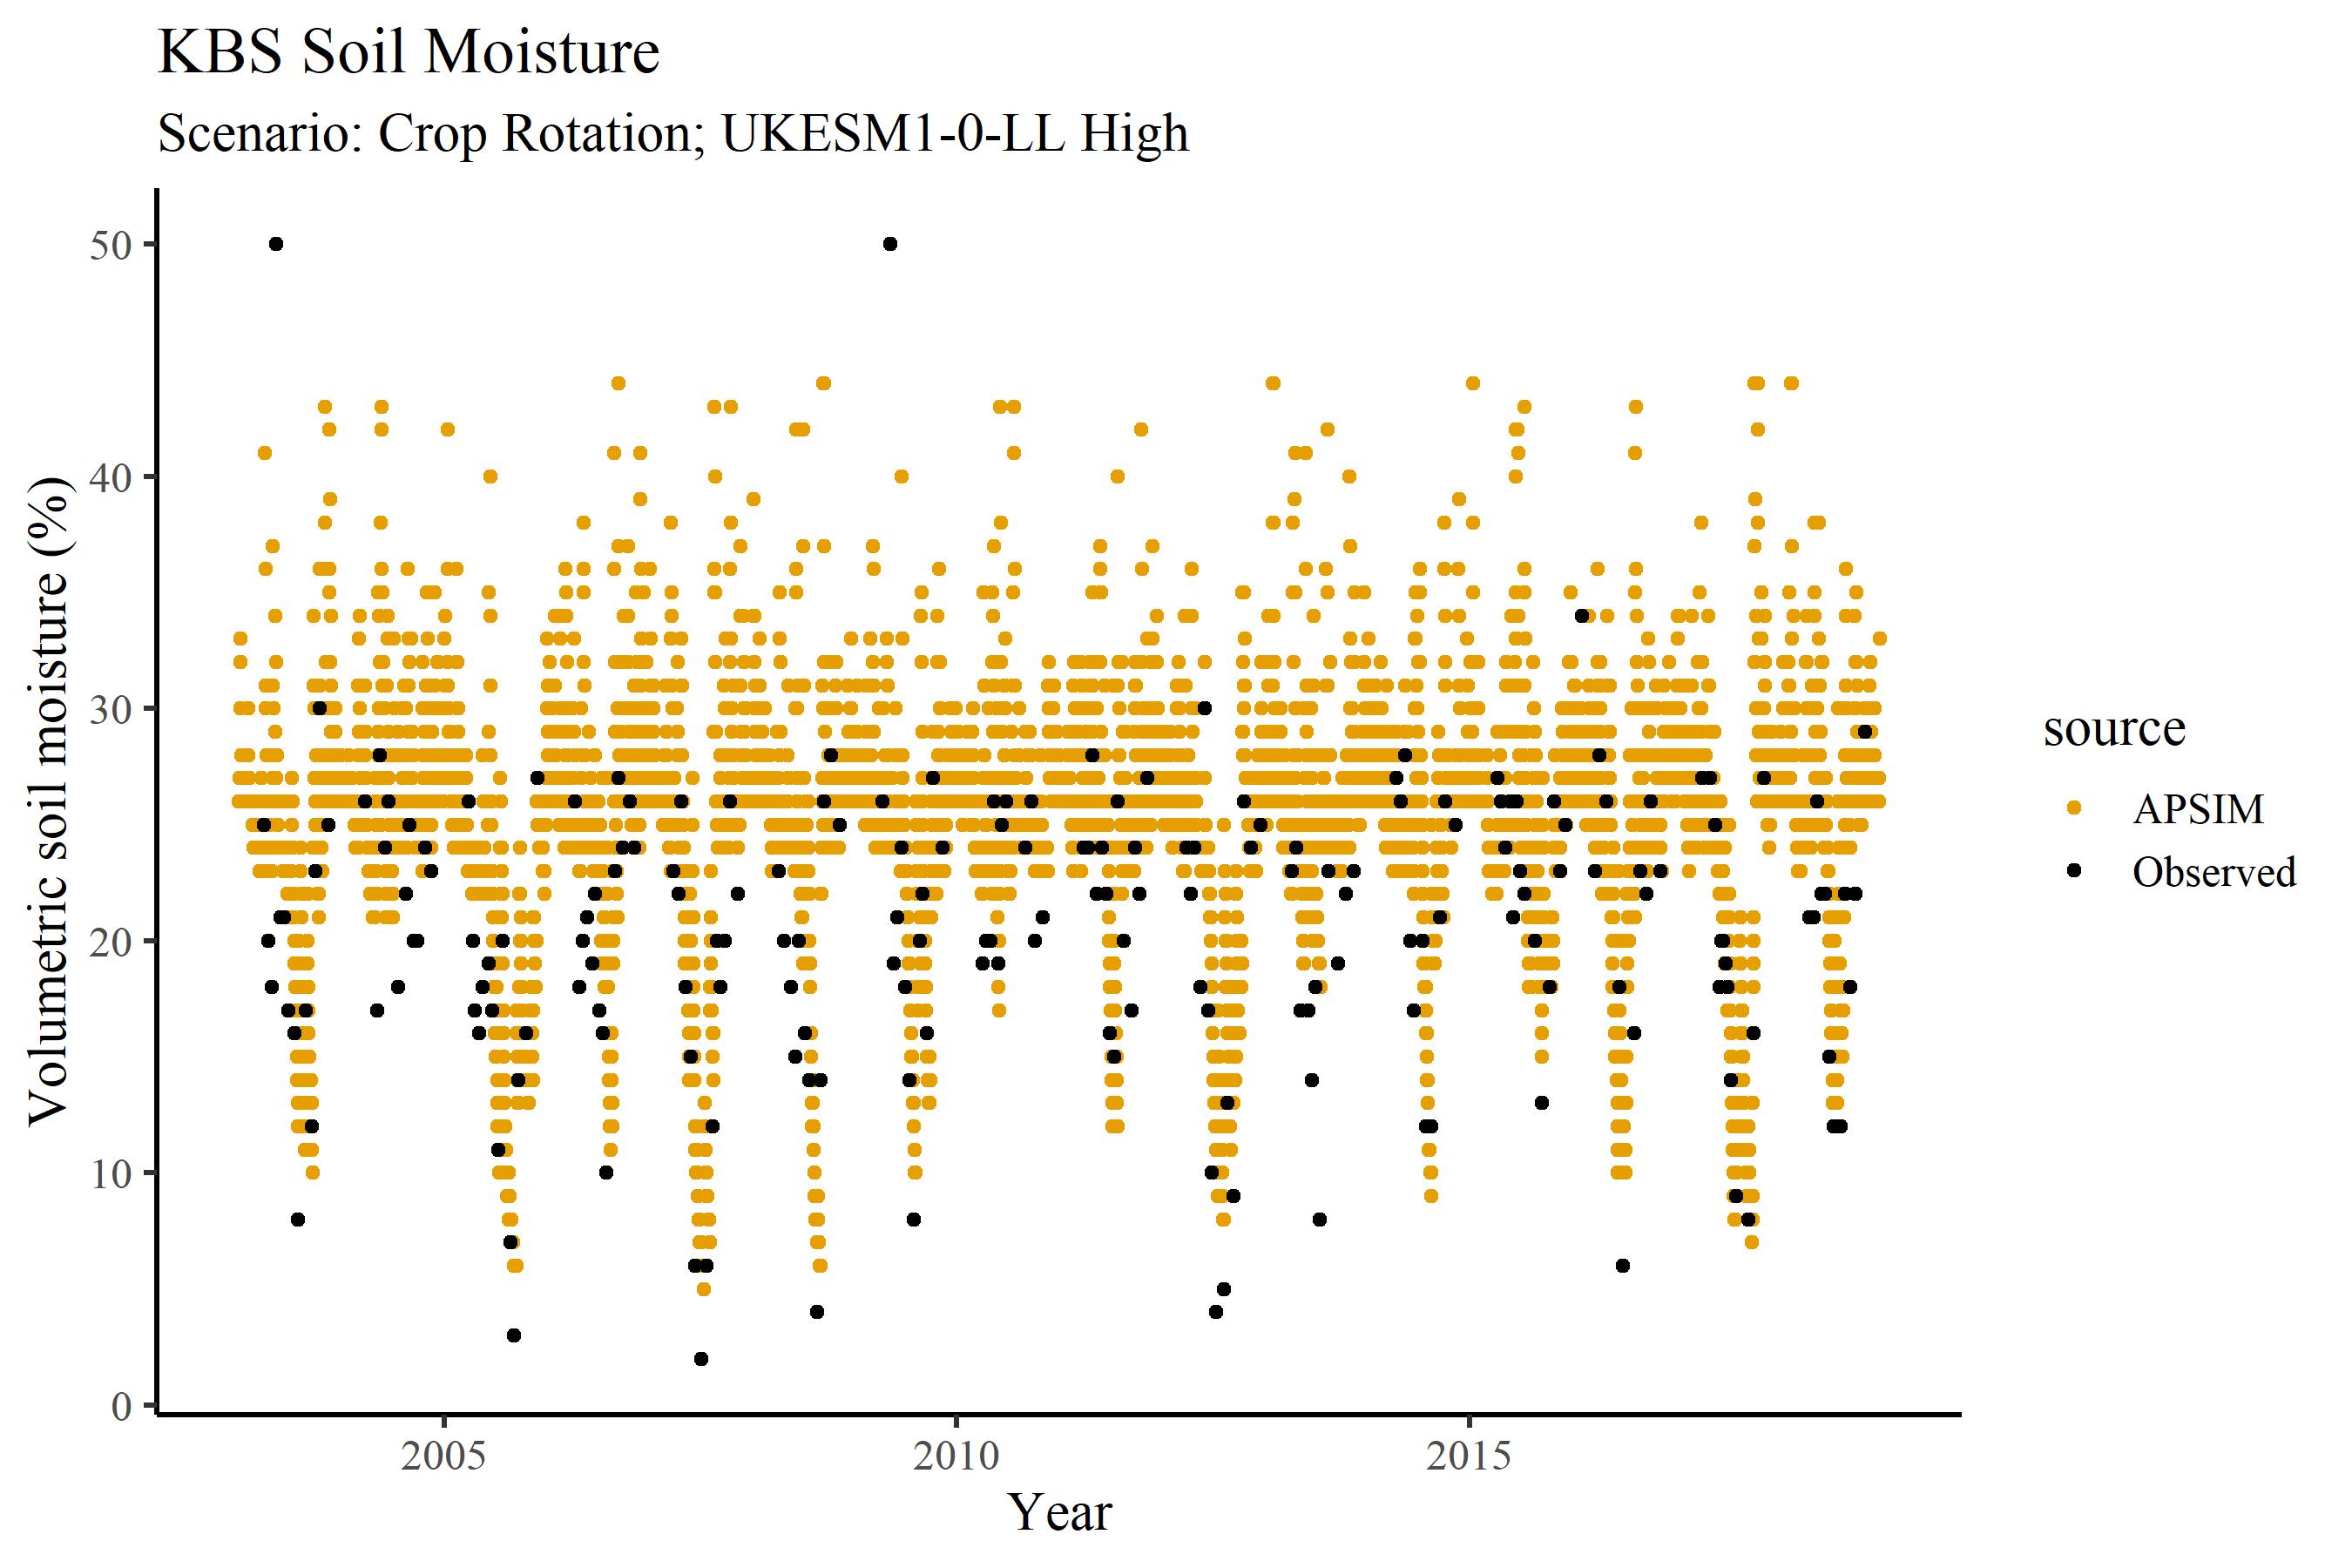 KBS Soil Moisture
Scenario: Crop Rotation; UKESM1-0-LL High
Volumetric soil moisture (%)
50
40
30
20
10
0
2005
2010
2015
Year
source
APSIM
Observed